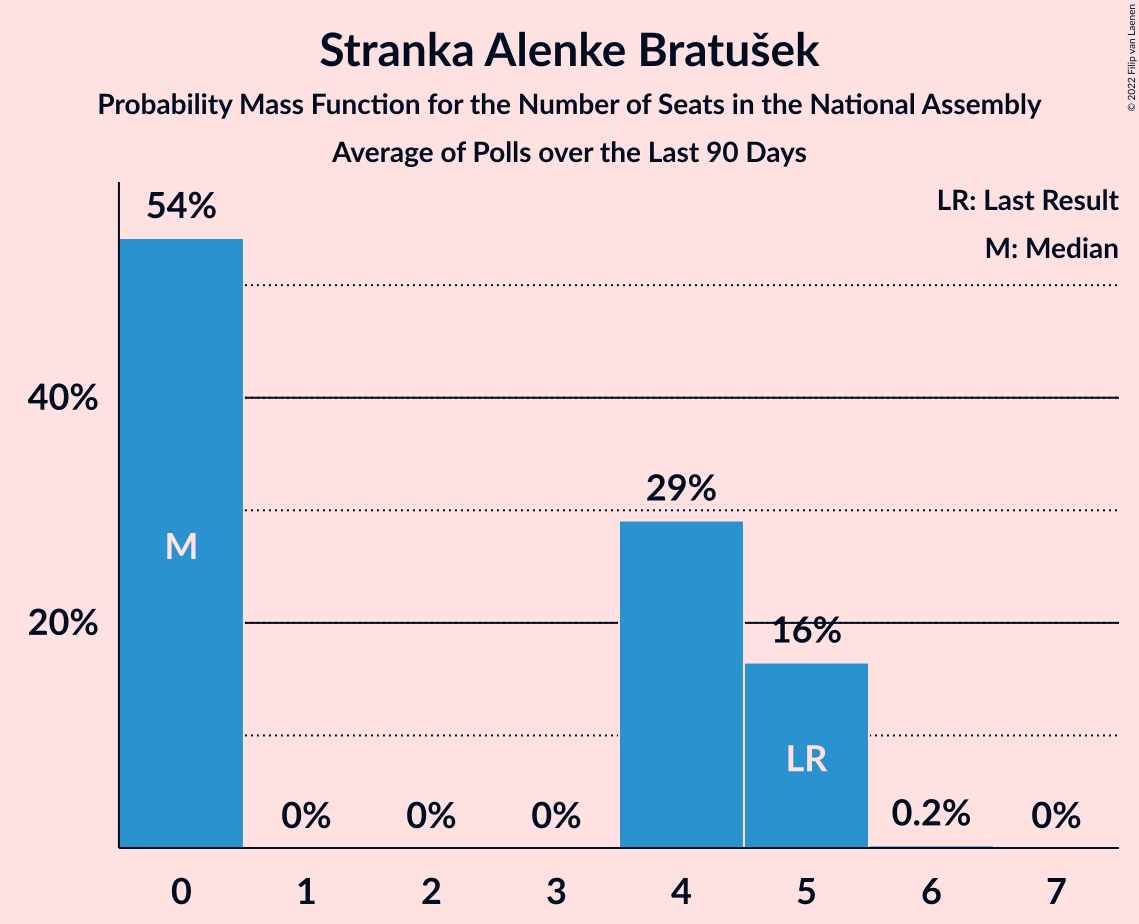 Stranka Alenke Bratušek
Probability Mass Function for the Number of Seats in the National Assembly
Average of Polls over the Last 90 Days
© 2022 Filip van Laenen
LR: Last Result
M: Median
54%
40%
29%
M
20%
16%
LR
0%
0%
0%
0.2%
0%
0
1
2
3
4
5
6
7